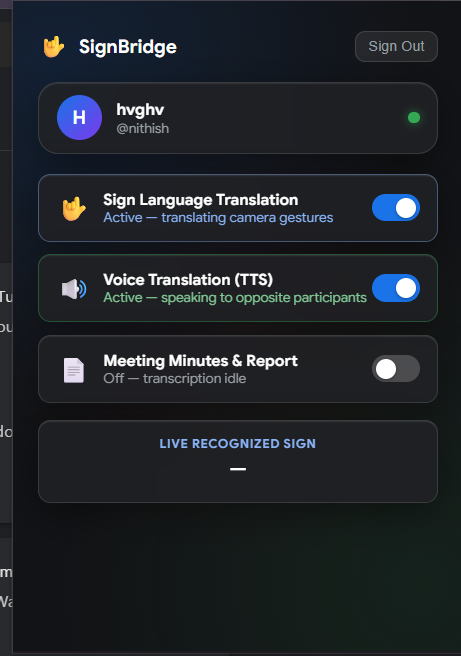 SignBridge
Sign Out
H
hvghv
@nithish
Sign Language Translation
Active — translating camera gestures
Voice Translation (TTS)
Active — speaking to opposite participants
Meeting Minutes & Report
Off — transcription idle
LIVE RECOGNIZED SIGN
—